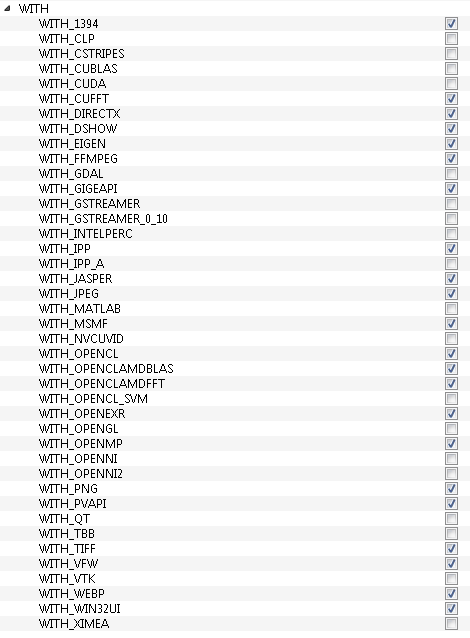 WITH
WITH_1394
WITH_CLP
WITH_CSTRIPES
WITH_CUBLAS
WITH_CUDA
WITH_CUFFT
WITH_DIRECTX
WITH_DSHOW
WITH_EIGEN
WITH_FFMPEG
WITH_GDAL
WITH_GIGEAPI
WITH_GSTREAMER
WITH_GSTREAMER_0_10
WITH_INTELPERC
WITH_IPP
WITH_IPP_A
WITH_JASPER
WITH_JPEG
WITH_MATLAB
WITH_MSMF
WITH_NVCUVID
WITH_OPENCL
WITH_OPENCLAMDBLAS
WITH_OPENCLAMDFFT
WITH_OPENCL_SVM
WITH_OPENEXR
WITH_OPENGL
WITH_OPENMP
WITH_OPENNI
WITH_OPENNI2
WITH_PNG
WITH_PVAPI
WITH_QT
WITH_TBB
WITH_TIFF
WITH_VFW
WITH_VTK
WITH_WEBP
WITH_WIN32UI
WITH_XIMEA